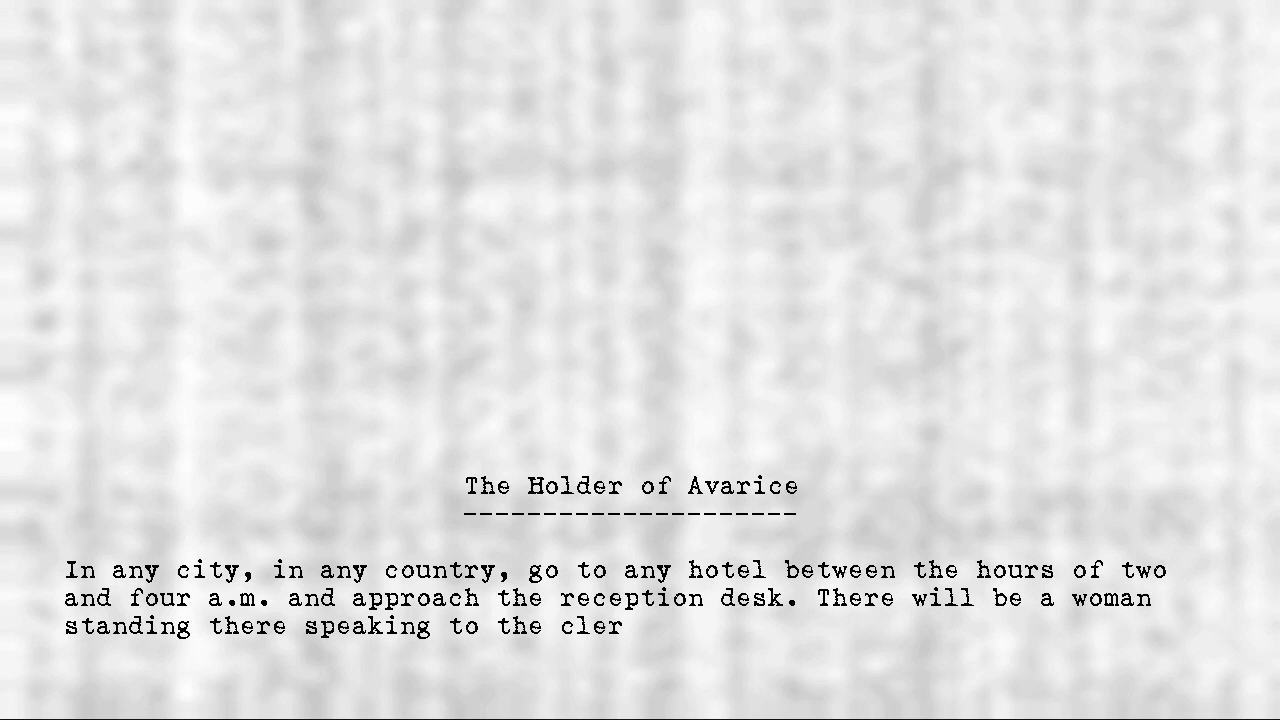 The Holder of Avarice
---------------------
In any city, in any country, go to any hotel between the hours of two
and four a.m. and approach the reception desk. There will be a woman
standing there speaking to the cler